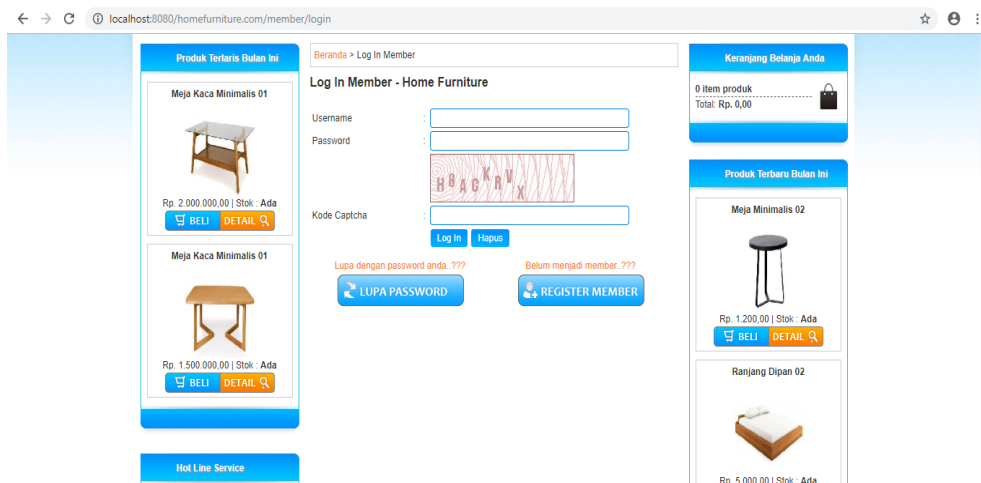 localhost:8080/homefurniture.com/member/login
Produk Terlaris Bulan Ini
Meja Kaca Minimalis 01
Rp. 2.000.000,00 | Stok : Ada
BELI DETAIL
Meja Kaca Minimalis 01
Rp. 1.500.000,00 | Stok : Ada
BELI DETAIL
Hot Line Service
Beranda > Log In Member
Log In Member - Home Furniture
Username :
Password :
H8ACKRVX
Kode Captcha :
Log In Hapus
Lupa dengan password anda..??? Belum menjadi member..???
LUPA PASSWORD REGISTER MEMBER
Keranjang Belanja Anda
0 item produk
Total: Rp. 0,00
Produk Terbaru Bulan Ini
Meja Minimalis 02
Rp. 1.200,00 | Stok : Ada
BELI DETAIL
Ranjang Dipan 02
Rp. 5.000,00 | Stok : Ada